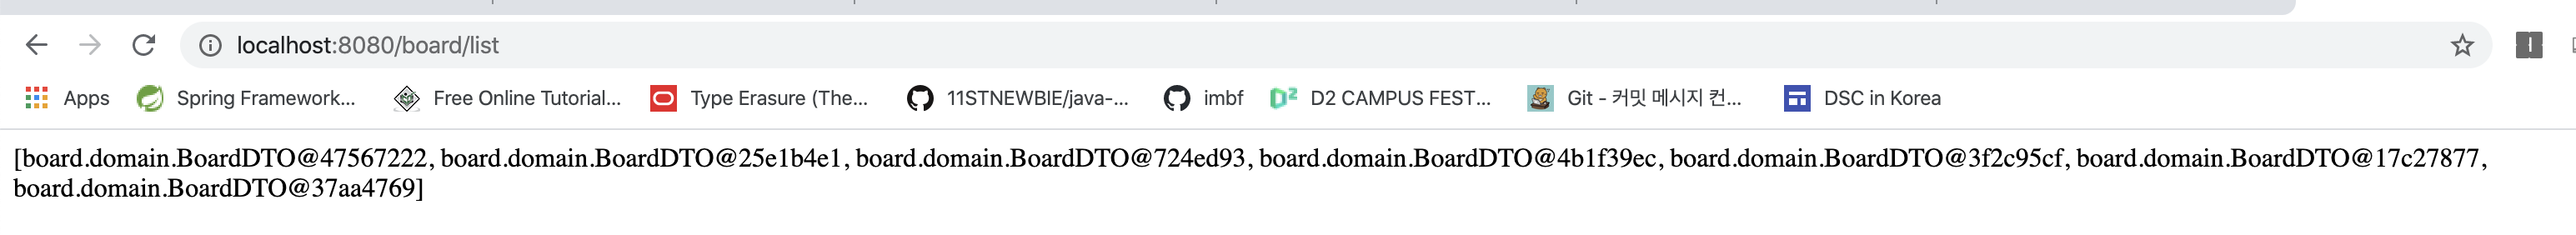 localhost:8080/board/list
Apps Spring Framework... Free Online Tutorial... Type Erasure (The... 11STNEWBIE/java-... imbf D2 D2 CAMPUS FEST... Git - 커밋 메시지 컨... DSC in Korea
[board.domain.BoardDTO@47567222, board.domain.BoardDTO@25e1b4e1, board.domain.BoardDTO@724ed93, board.domain.BoardDTO@4b1f39ec, board.domain.BoardDTO@3f2c95cf, board.domain.BoardDTO@17c27877,
board.domain.BoardDTO@37aa4769]